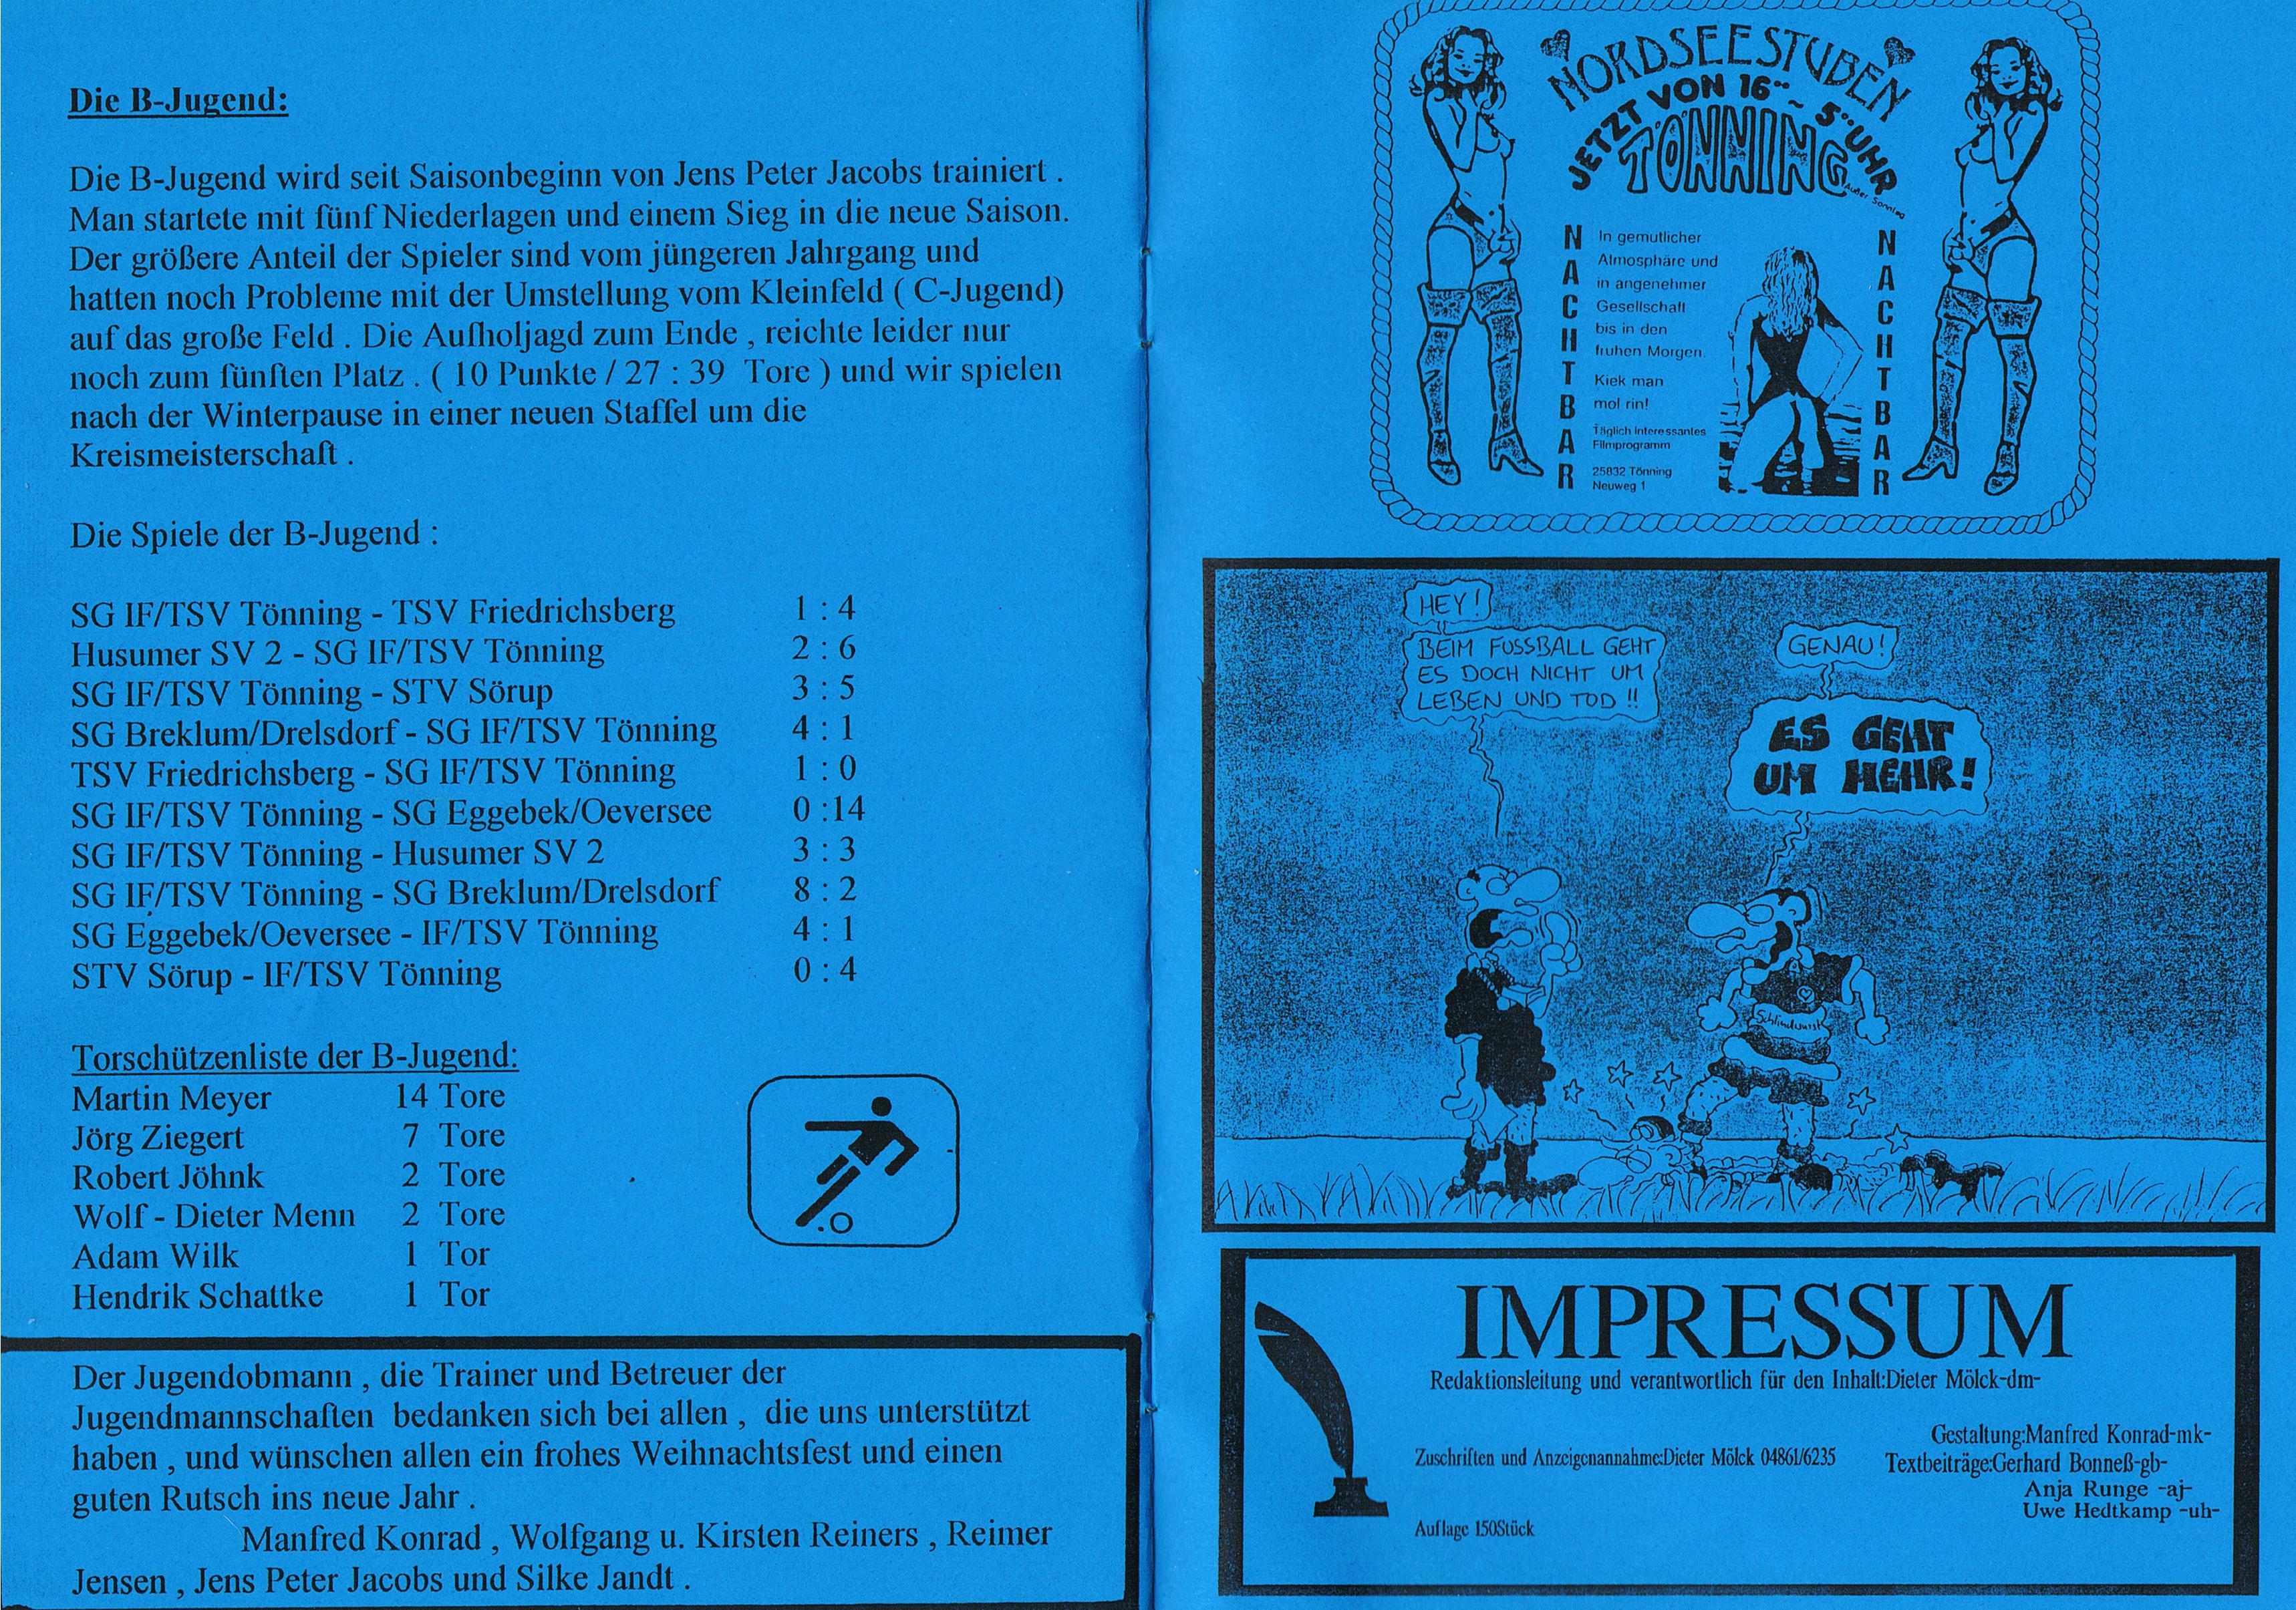 Die B-Jugend:
Die B-Jugend wird seit Saisonbeginn von Jens Peter Jacobs trainiert .
Man startete mit fünf Niederlagen und einem Sieg in die neue Saison.
Der größere Anteil der Spieler sind vom jüngeren Jahrgang und
hatten noch Probleme mit der Umstellung vom Kleinfeld ( C-Jugend)
auf das große Feld . Die Aufholjagd zum Ende , reichte leider nur
noch zum fünften Platz . ( 10 Punkte / 27 : 39 Tore ) und wir spielen
nach der Winterpause in einer neuen Staffel um die
Kreismeisterschaft .
Die Spiele der B-Jugend :
SG IF/TSV Tönning - TSV Friedrichsberg 1 : 4
Husumer SV 2 - SG IF/TSV Tönning 2 : 6
SG IF/TSV Tönning - STV Sörup 3 : 5
SG Breklum/Drelsdorf - SG IF/TSV Tönning 4 : 1
TSV Friedrichsberg - SG IF/TSV Tönning 1 : 0
SG IF/TSV Tönning - SG Eggebek/Oeversee 0 :14
SG IF/TSV Tönning - Husumer SV 2 3 : 3
SG IF/TSV Tönning - SG Breklum/Drelsdorf 8 : 2
SG Eggebek/Oeversee - IF/TSV Tönning 4 : 1
STV Sörup - IF/TSV Tönning 0 : 4
Torschützenliste der B-Jugend:
Martin Meyer 14 Tore
Jörg Ziegert 7 Tore
Robert Jöhnk 2 Tore
Wolf - Dieter Menn 2 Tore
Adam Wilk 1 Tor
Hendrik Schattke 1 Tor
Der Jugendobmann , die Trainer und Betreuer der
Jugendmannschaften bedanken sich bei allen , die uns unterstützt
haben , und wünschen allen ein frohes Weihnachtsfest und einen
guten Rutsch ins neue Jahr .
Manfred Konrad , Wolfgang u. Kirsten Reiners , Reimer
Jensen , Jens Peter Jacobs und Silke Jandt .
NORDSEESTUBEN
JETZT VON 16°° ~ 5°° UHR
TÖNNING
Außer Sonntag
NACHTBAR
In gemutlicher
Atmosphäre und
in angenehmer
Gesellschaft
bis in den
fruhen Morgen.
Kiek man
mol rin!
Täglich interessantes
Filmprogramm
25832 Tönning
Neuweg 1
NACHTBAR
HEY!
BEIM FUSSBALL GEHT
ES DOCH NICHT UM
LEBEN UND TOD !!
GENAU!
ES GEHT
UM MEHR!
Schlindwurst
IMPRESSUM
Redaktionsleitung und verantwortlich für den Inhalt:Dieter Mölck-dm-
Gestaltung:Manfred Konrad-mk-
Zuschriften und Anzeigenannahme:Dieter Mölck 04861/6235
Textbeiträge:Gerhard Bonneß-gb-
Anja Runge -aj-
Uwe Hedtkamp -uh-
Auflage 150Stück